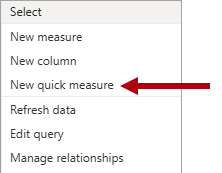 Select
New measure
New column
New quick measure
Refresh data
Edit query
Manage relationships